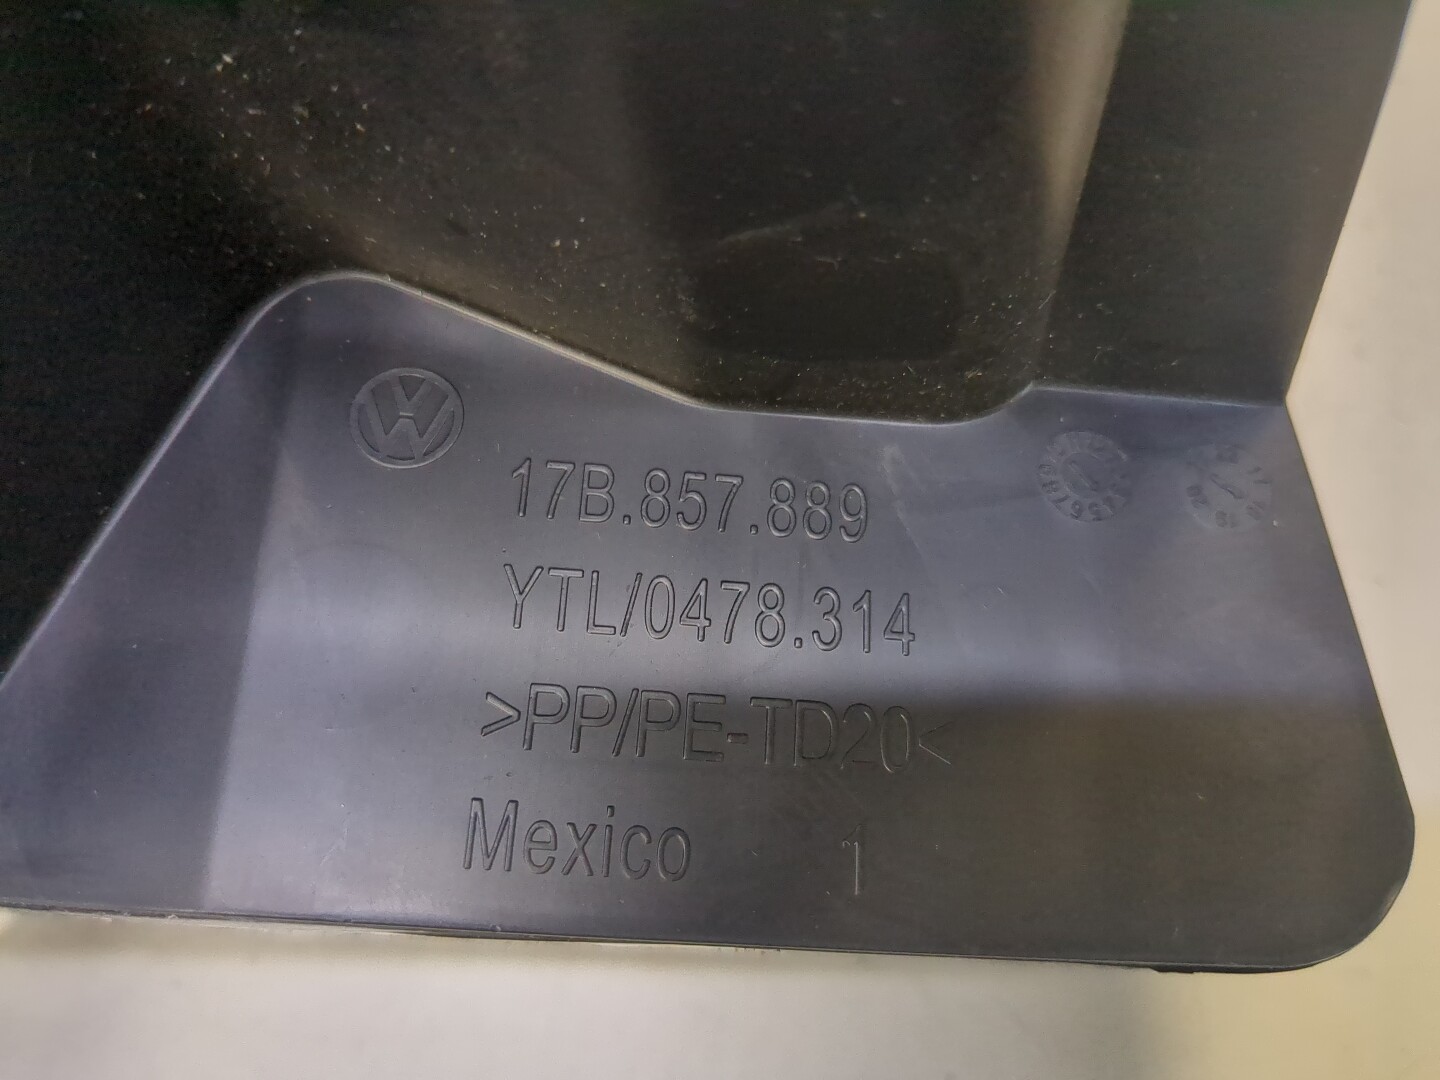 17B.857.889
YTL/0478.314
>PP/PE-TD20<
Mexico 1